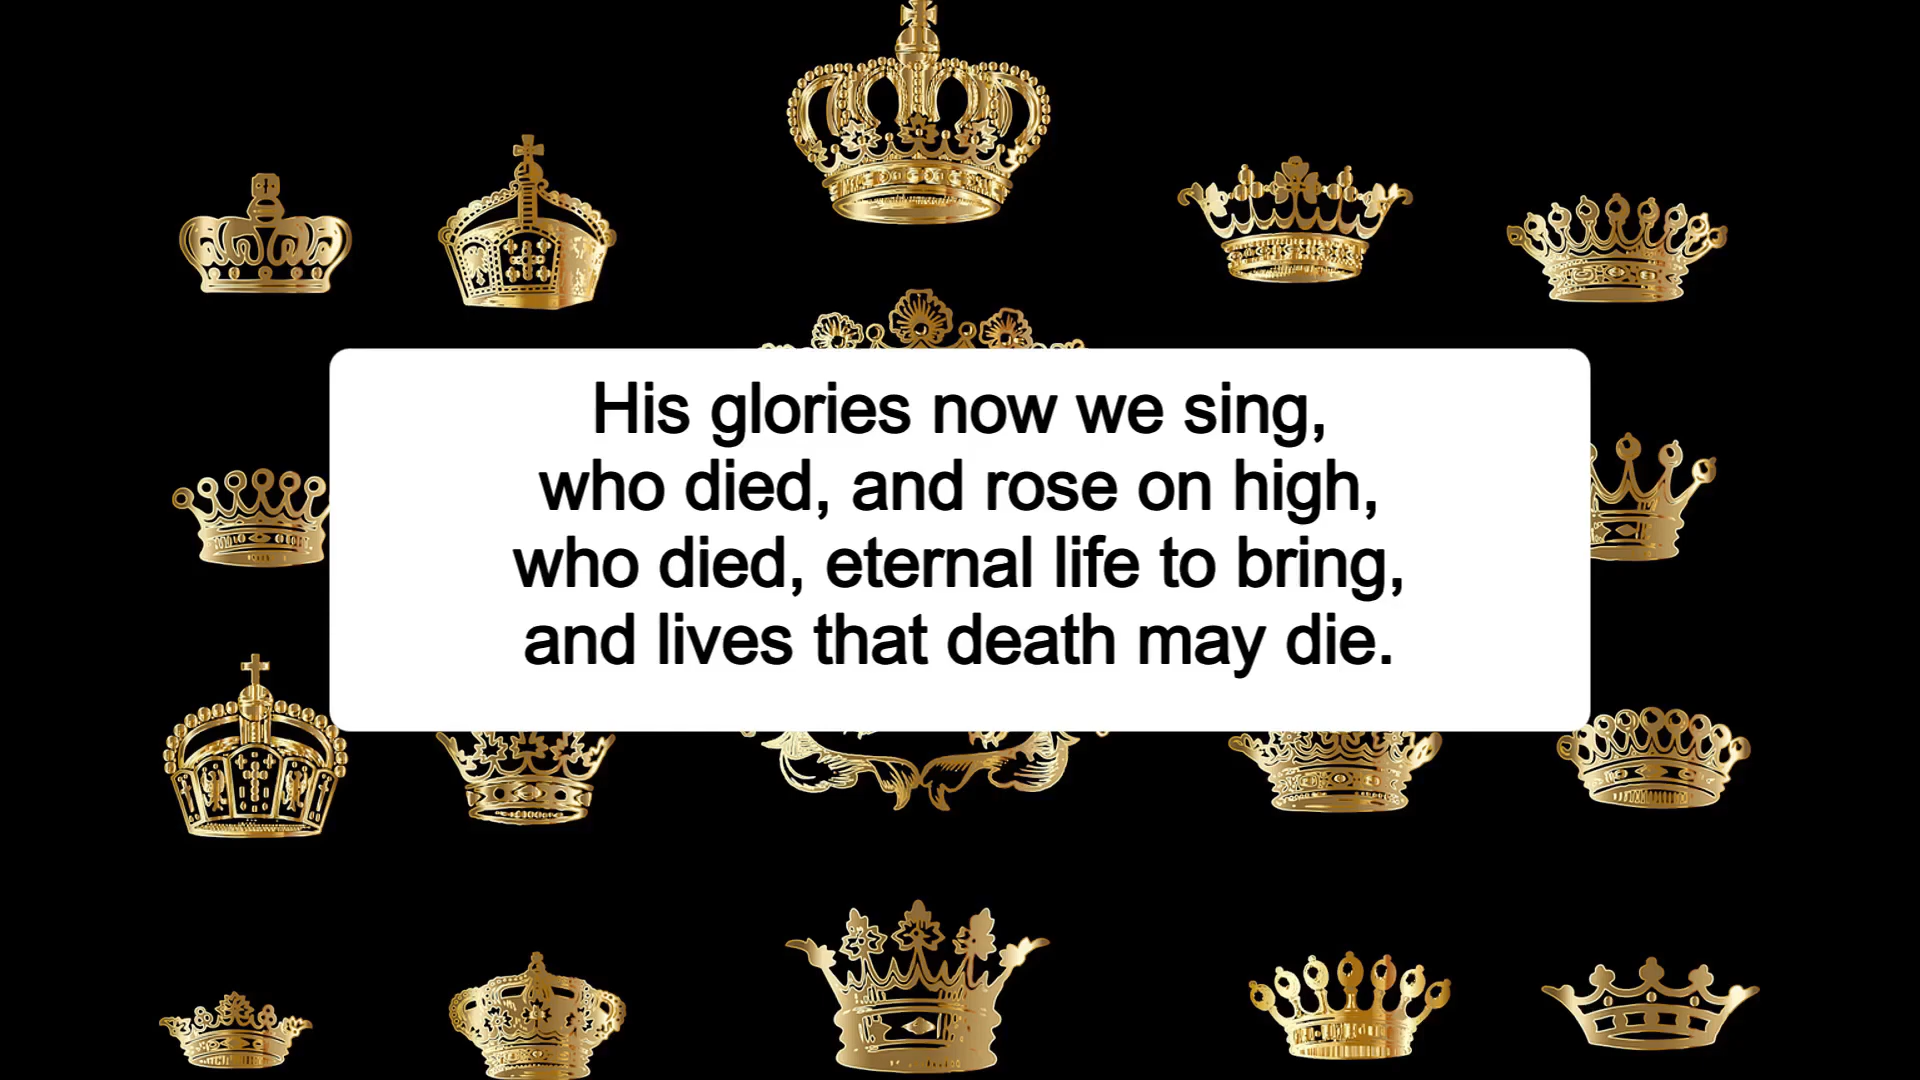 His glories now we sing,
who died, and rose on high,
who died, eternal life to bring,
and lives that death may die.